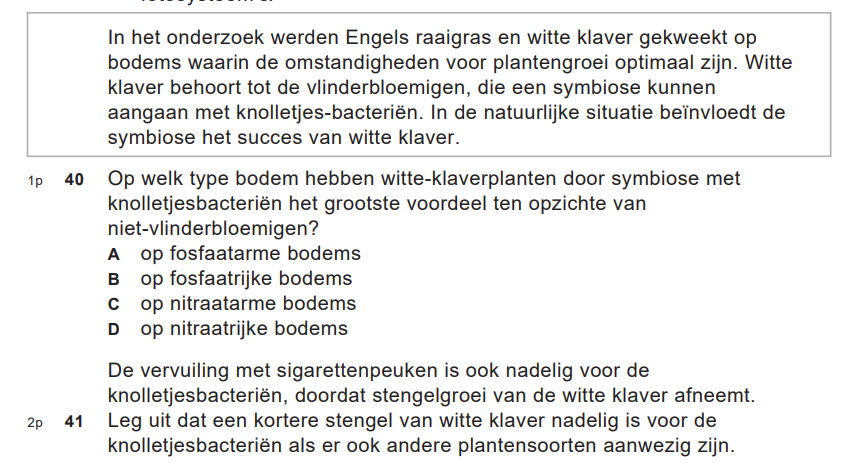 In het onderzoek werden Engels raaigras en witte klaver gekweekt op
bodems waarin de omstandigheden voor plantengroei optimaal zijn. Witte
klaver behoort tot de vlinderbloemigen, die een symbiose kunnen
aangaan met knolletjes-bacteriën. In de natuurlijke situatie beïnvloedt de
symbiose het succes van witte klaver.
1p 40 Op welk type bodem hebben witte-klaverplanten door symbiose met
knolletjesbacteriën het grootste voordeel ten opzichte van
niet-vlinderbloemigen?
A op fosfaatarme bodems
B op fosfaatrijke bodems
C op nitraatarme bodems
D op nitraatrijke bodems
De vervuiling met sigarettenpeuken is ook nadelig voor de
knolletjesbacteriën, doordat stengelgroei van de witte klaver afneemt.
2p 41 Leg uit dat een kortere stengel van witte klaver nadelig is voor de
knolletjesbacteriën als er ook andere plantensoorten aanwezig zijn.